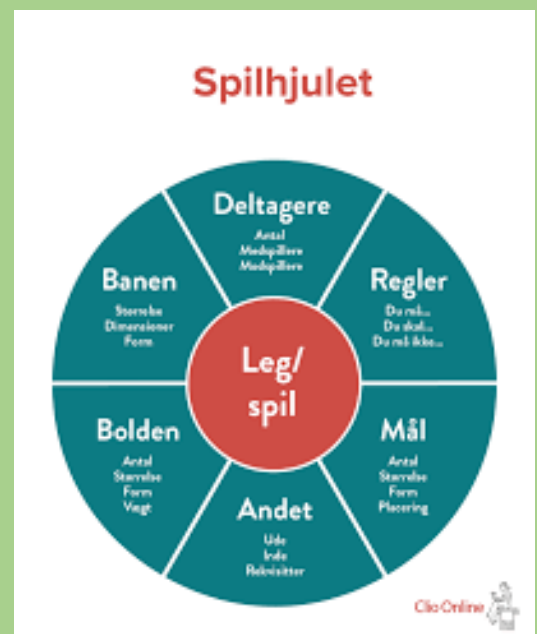 Spilhjulet
Deltagere
Antal
Medspillere
Medspillere
Regler
Du må...
Du skal...
Du må ikke...
Mål
Antal
Størrelse
Form
Placering
Andet
Ude
Inde
Rekvisitter
Bolden
Antal
Størrelse
Form
Vægt
Banen
Størrelse
Dimensioner
Form
Leg/
spil
Clio Online